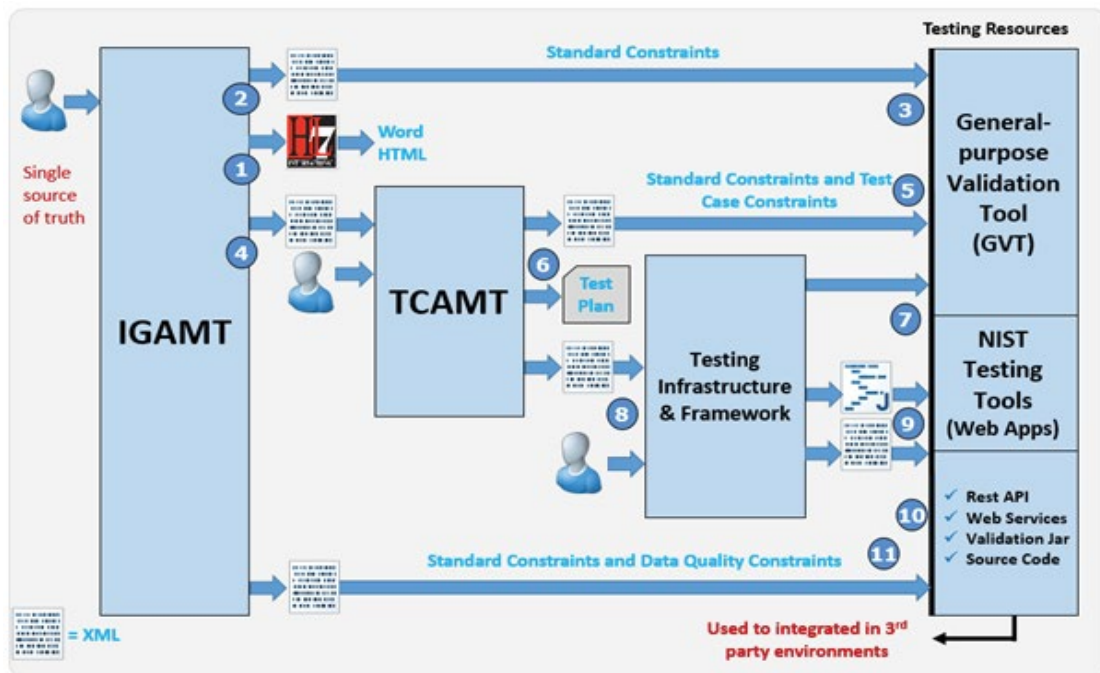 Testing Resources
Standard Constraints
2
3
HL7
INTERNATIONAL
Word
HTML
1
General-
purpose
Validation
Tool
(GVT)
Single
source
of truth
Standard Constraints and Test
Case Constraints
5
4
6
IGAMT
TCAMT
Test
Plan
7
Testing
Infrastructure
& Framework
NIST
Testing
Tools
(Web Apps)
J
8
9
10
✓ Rest API
✓ Web Services
✓ Validation Jar
✓ Source Code
Standard Constraints and Data Quality Constraints
11
= XML
Used to integrated in 3rd
party environments